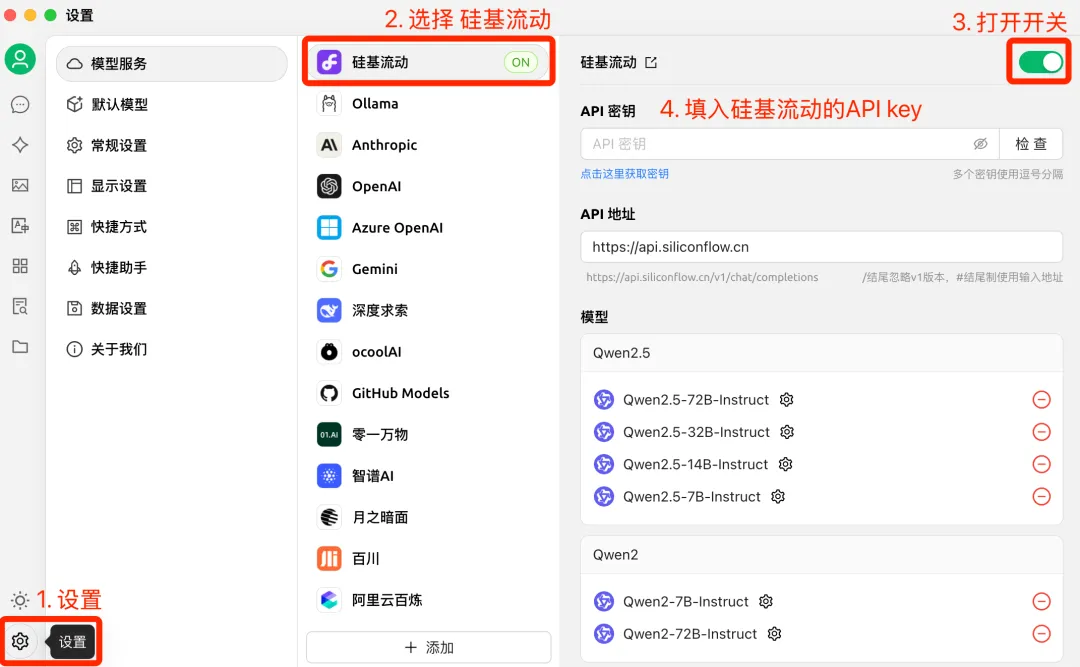 设置
2. 选择 硅基流动
3. 打开开关
模型服务
默认模型
常规设置
显示设置
快捷方式
快捷助手
数据设置
关于我们
1. 设置
设置
硅基流动 ON
Ollama
Anthropic
OpenAI
Azure OpenAI
Gemini
深度求索
ocoolAI
GitHub Models
01.AI 零一万物
智谱AI
月之暗面
百川
阿里云百炼
+ 添加
硅基流动
API 密钥 4. 填入硅基流动的API key
API 密钥 检 查
点击这里获取密钥 多个密钥使用逗号分隔
API 地址
https://api.siliconflow.cn
https://api.siliconflow.cn/v1/chat/completions /结尾忽略v1版本，#结尾制使用输入地址
模型
Qwen2.5
Qwen2.5-72B-Instruct
Qwen2.5-32B-Instruct
Qwen2.5-14B-Instruct
Qwen2.5-7B-Instruct
Qwen2
Qwen2-7B-Instruct
Qwen2-72B-Instruct